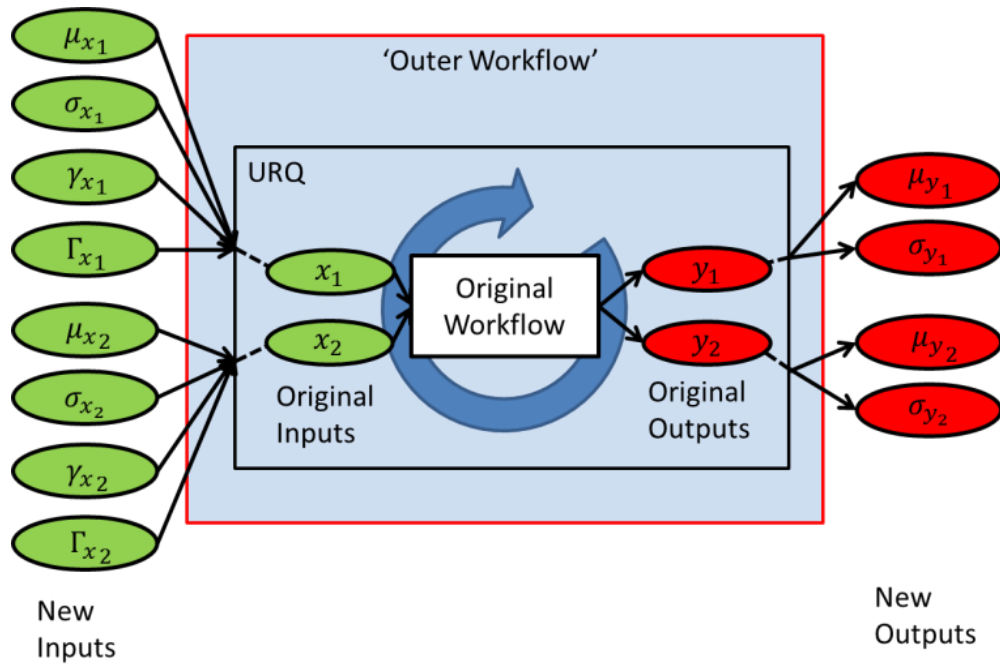 μx1
σx1
γx1
Γx1
μx2
σx2
γx2
Γx2
New
Inputs
‘Outer Workflow’
URQ
x1
x2
Original
Inputs
Original
Workflow
y1
y2
Original
Outputs
μy1
σy1
μy2
σy2
New
Outputs